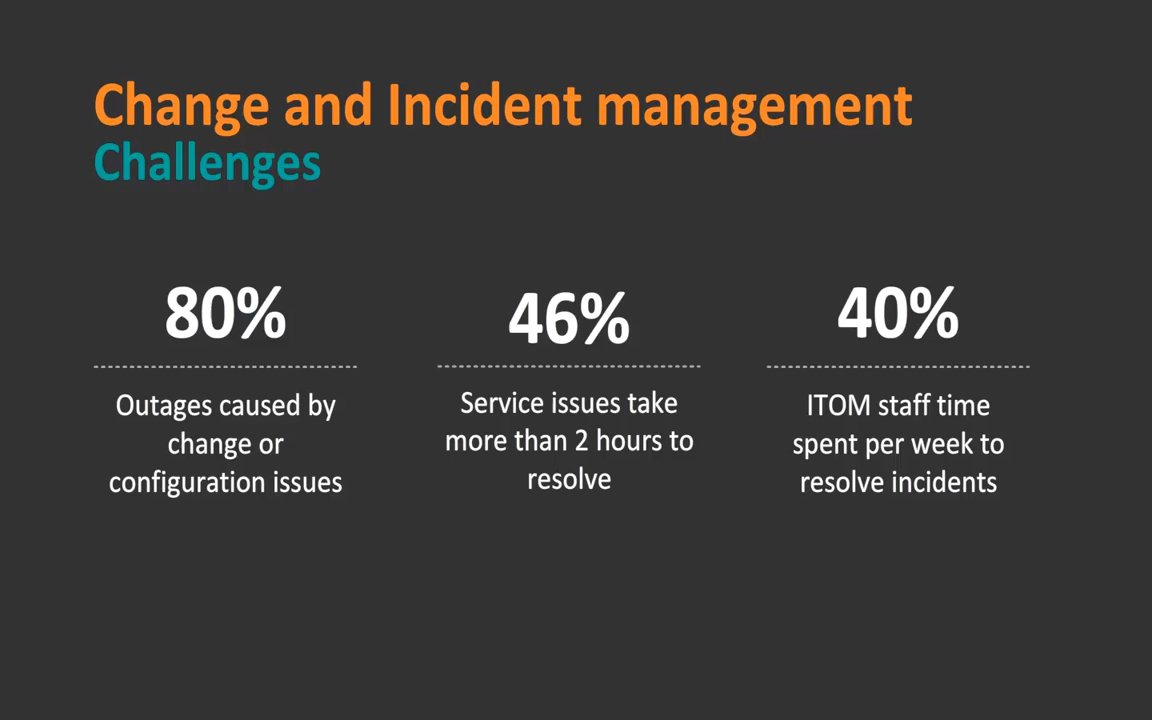 Change and Incident management
Challenges
80%
Outages caused by
change or
configuration issues
46%
Service issues take
more than 2 hours to
resolve
40%
ITOM staff time
spent per week to
resolve incidents